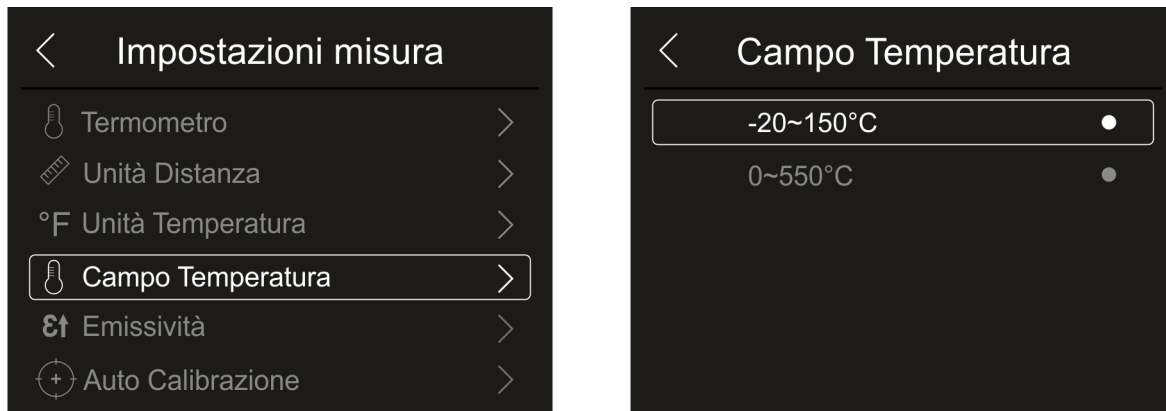 Impostazioni misura
Termometro
Unità Distanza
°F Unità Temperatura
Campo Temperatura
Ɛ Emissività
Auto Calibrazione
Campo Temperatura
-20~150°C
0~550°C